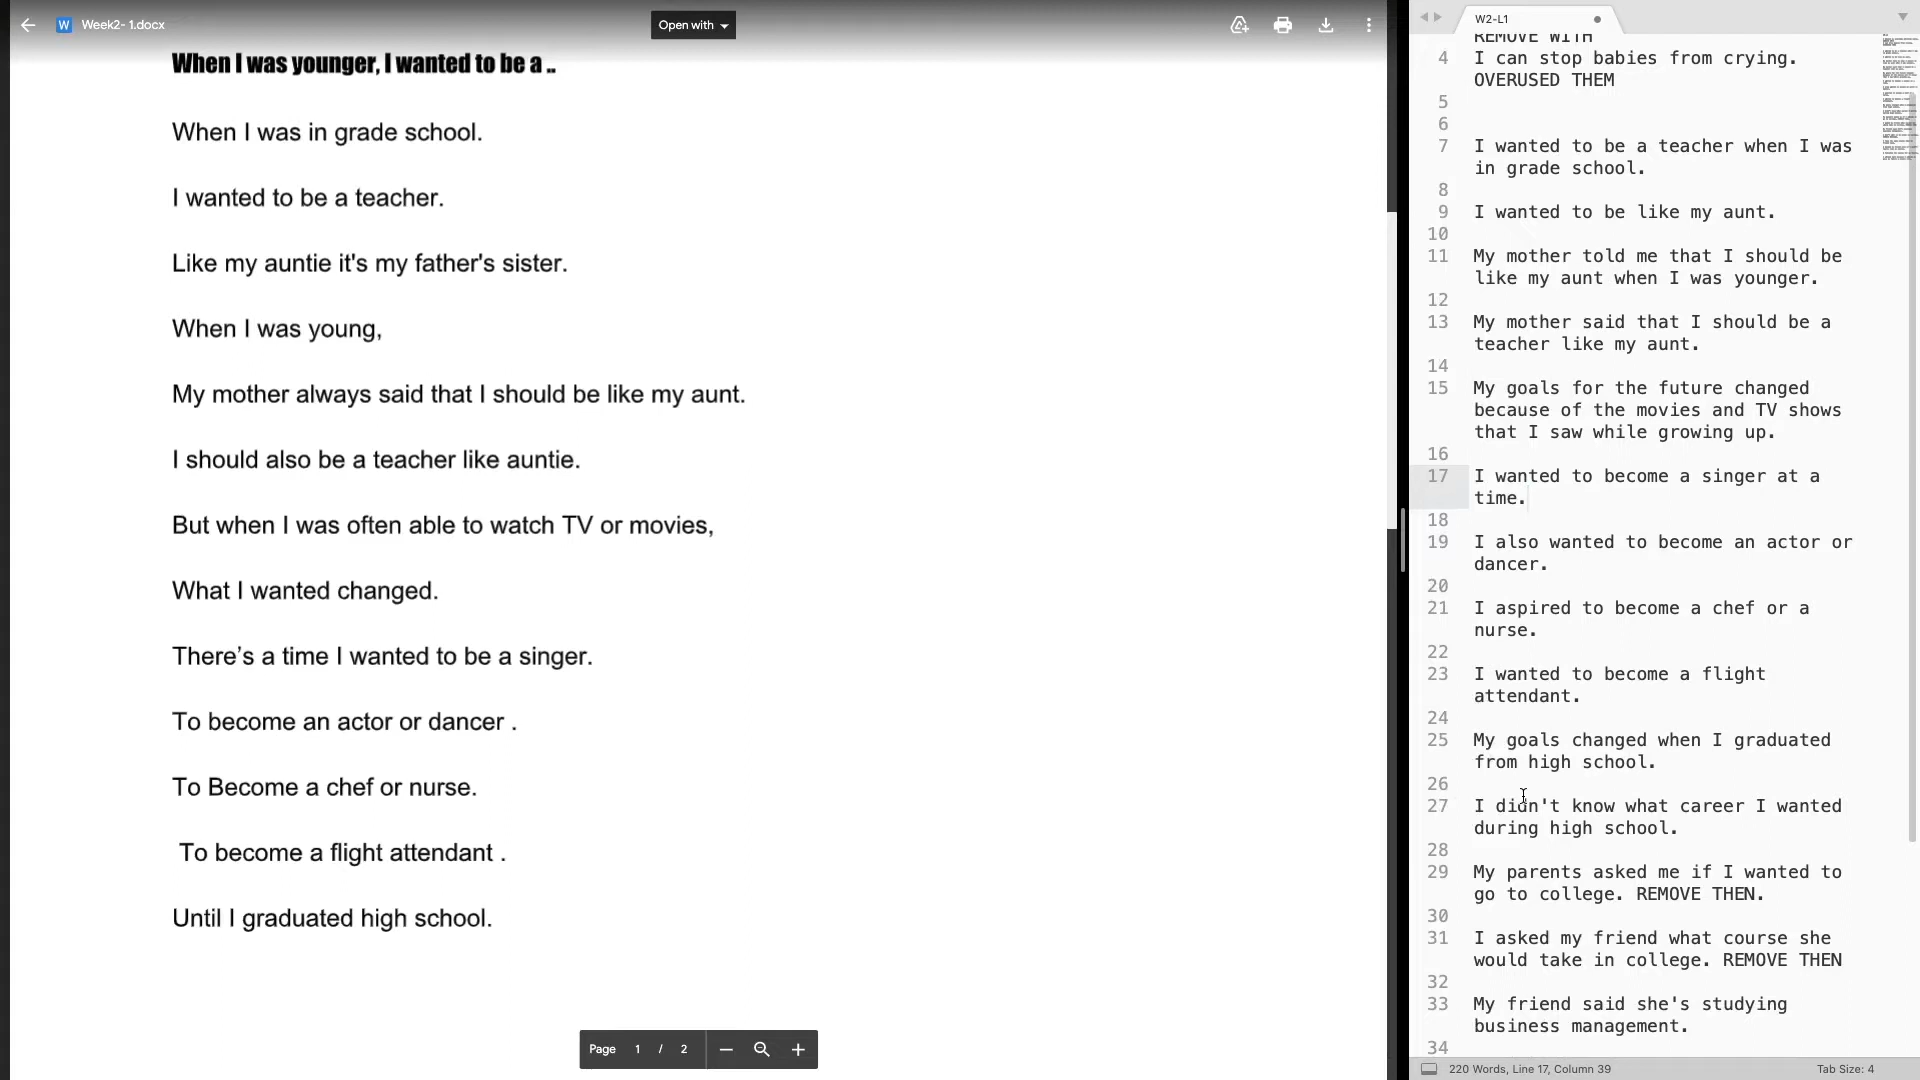 Week2- 1.docx
Open with
When I was younger, I wanted to be a ..
When I was in grade school.
I wanted to be a teacher.
Like my auntie it's my father's sister.
When I was young,
My mother always said that I should be like my aunt.
I should also be a teacher like auntie.
But when I was often able to watch TV or movies,
What I wanted changed.
There’s a time I wanted to be a singer.
To become an actor or dancer .
To Become a chef or nurse.
To become a flight attendant .
Until I graduated high school.
Page 1 / 2
W2-L1
REMOVE WITH
4 I can stop babies from crying.
OVERUSED THEM
5
6
7 I wanted to be a teacher when I was
in grade school.
8
9 I wanted to be like my aunt.
10
11 My mother told me that I should be
like my aunt when I was younger.
12
13 My mother said that I should be a
teacher like my aunt.
14
15 My goals for the future changed
because of the movies and TV shows
that I saw while growing up.
16
17 I wanted to become a singer at a
time.
18
19 I also wanted to become an actor or
dancer.
20
21 I aspired to become a chef or a
nurse.
22
23 I wanted to become a flight
attendant.
24
25 My goals changed when I graduated
from high school.
26
27 I didn't know what career I wanted
during high school.
28
29 My parents asked me if I wanted to
go to college. REMOVE THEN.
30
31 I asked my friend what course she
would take in college. REMOVE THEN
32
33 My friend said she's studying
business management.
34
220 Words, Line 17, Column 39
Tab Size: 4